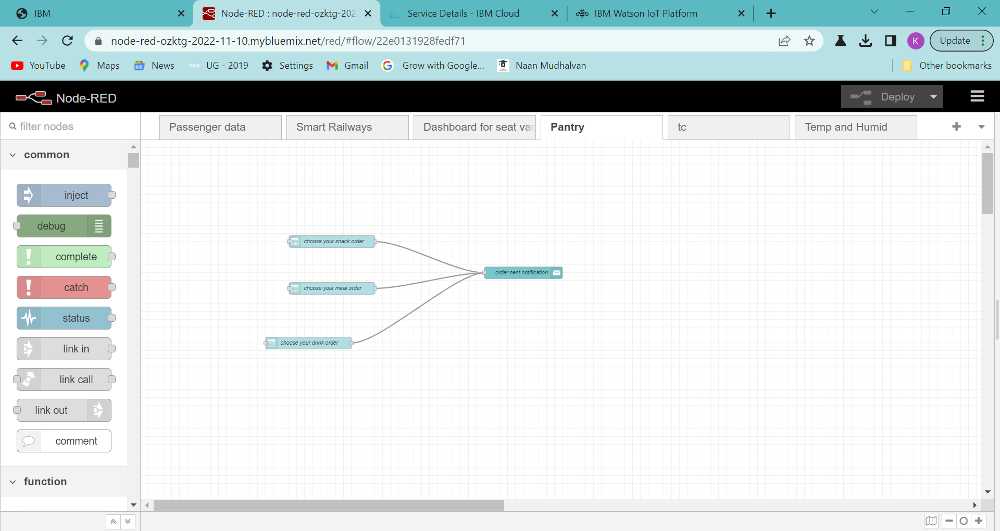 IBM
Node-RED : node-red-ozktg-202
Service Details - IBM Cloud
IBM Watson IoT Platform
node-red-ozktg-2022-11-10.mybluemix.net/red/#flow/22e0131928fedf71
K
Update
YouTube
Maps
News
tnea
UG - 2019
Settings
Gmail
Grow with Google...
Naan Mudhalvan
Other bookmarks
Node-RED
Deploy
filter nodes
Passenger data
Smart Railways
Dashboard for seat vac
Pantry
tc
Temp and Humid
common
inject
debug
complete
catch
status
link in
link call
link out
comment
function
choose your snack order
choose your meal order
choose your drink order
order sent notification